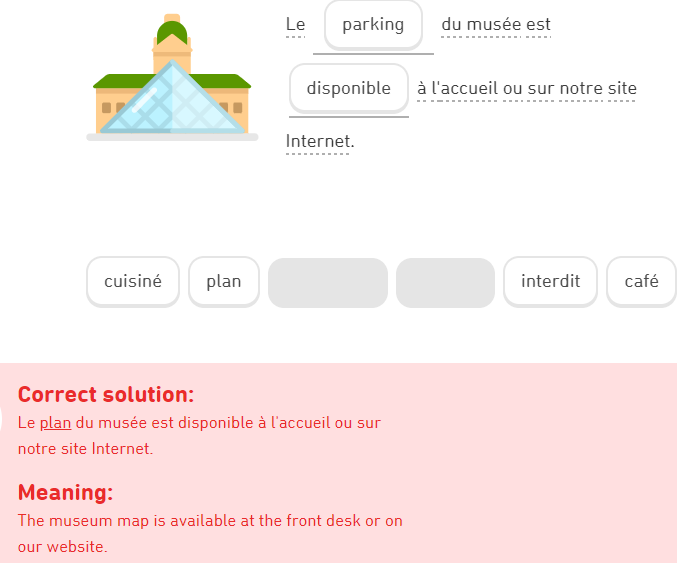 Le parking du musée est
disponible à l'accueil ou sur notre site
Internet.
cuisiné plan interdit café
Correct solution:
Le plan du musée est disponible à l'accueil ou sur
notre site Internet.
Meaning:
The museum map is available at the front desk or on
our website.